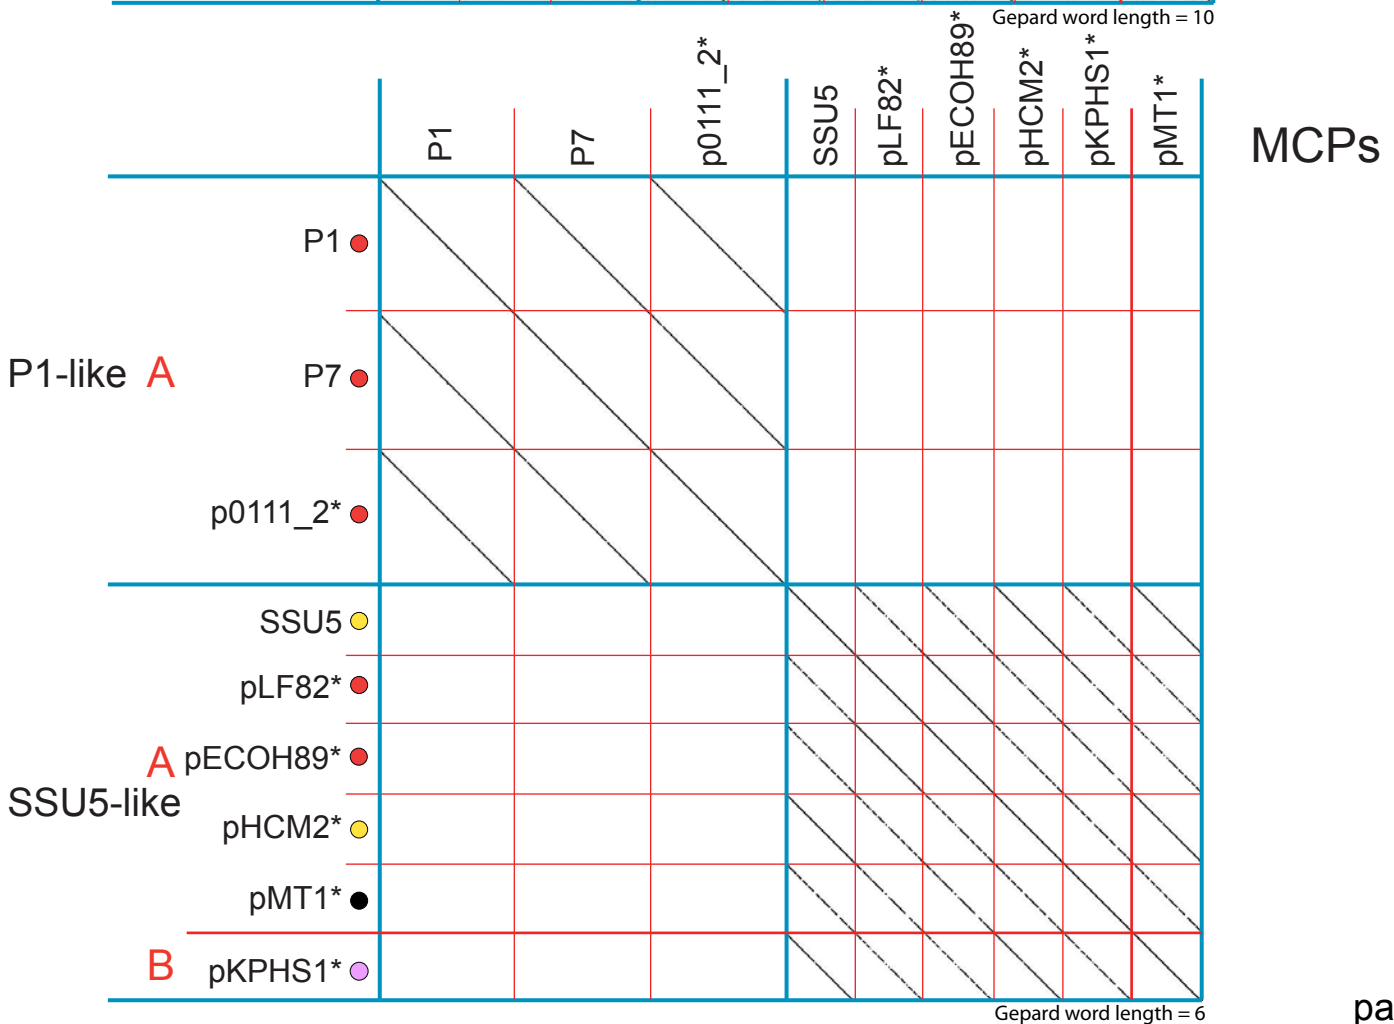 Gepard word length = 10
P1
P7
p0111_2*
SSU5
pLF82*
pECOH89*
pHCM2*
pKPHS1*
pMT1*
MCPs
P1
P1-like A
P7
p0111_2*
SSU5
pLF82*
A
pECOH89*
SSU5-like
pHCM2*
pMT1*
B
pKPHS1*
Gepard word length = 6
pa